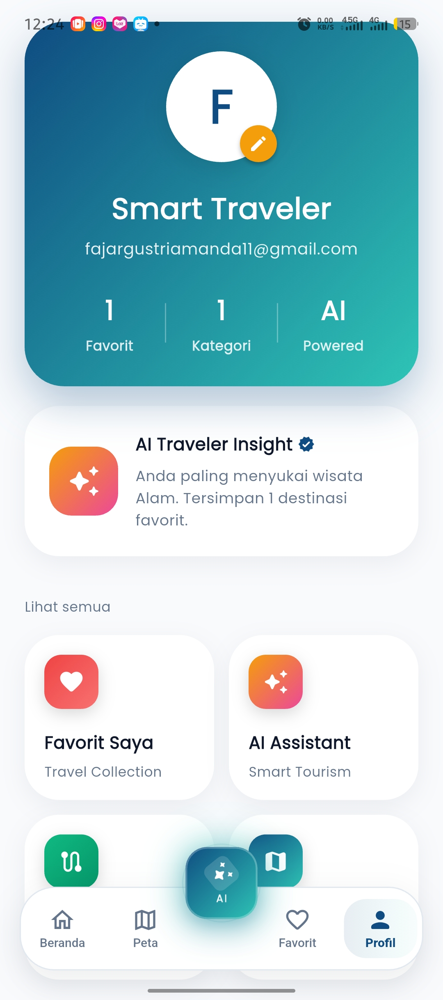 12:24
Laz
0.00
KB/S
4.5G
4G
15
F
Smart Traveler
fajargustriamanda11@gmail.com
1
Favorit
1
Kategori
AI
Powered
AI Traveler Insight
Anda paling menyukai wisata
Alam. Tersimpan 1 destinasi
favorit.
Lihat semua
Favorit Saya
Travel Collection
AI Assistant
Smart Tourism
AI
Beranda
Peta
Favorit
Profil